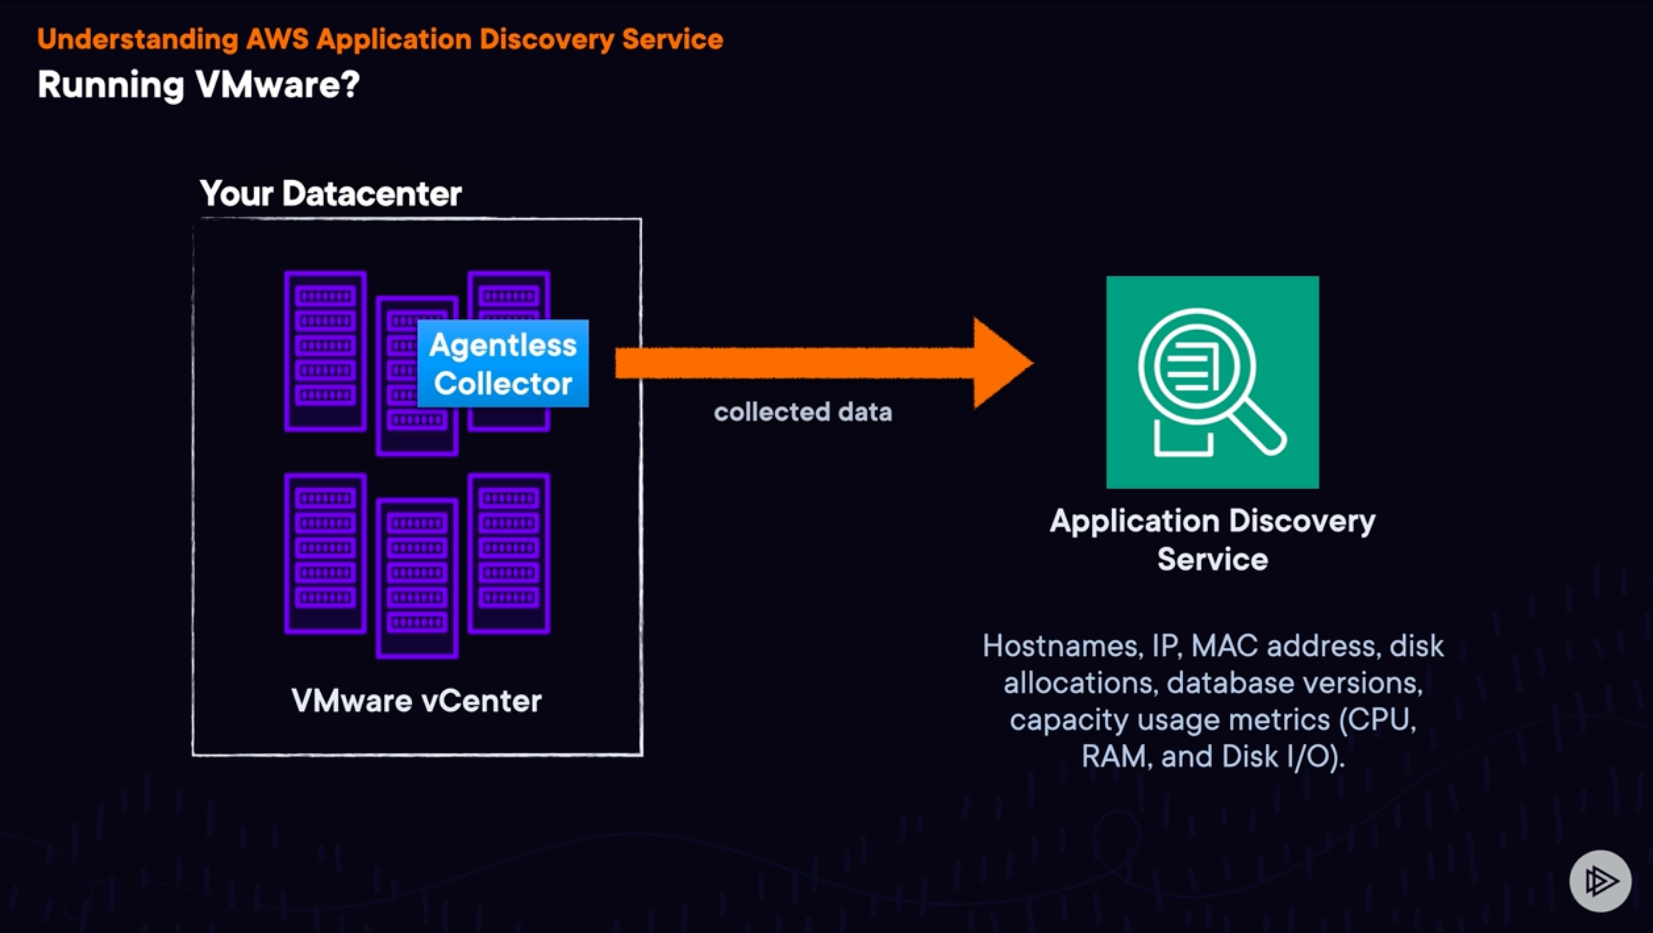 Understanding AWS Application Discovery Service
Running VMware?
Your Datacenter
Agentless
Collector
collected data
VMware vCenter
Application Discovery
Service
Hostnames, IP, MAC address, disk
allocations, database versions,
capacity usage metrics (CPU,
RAM, and Disk I/O).